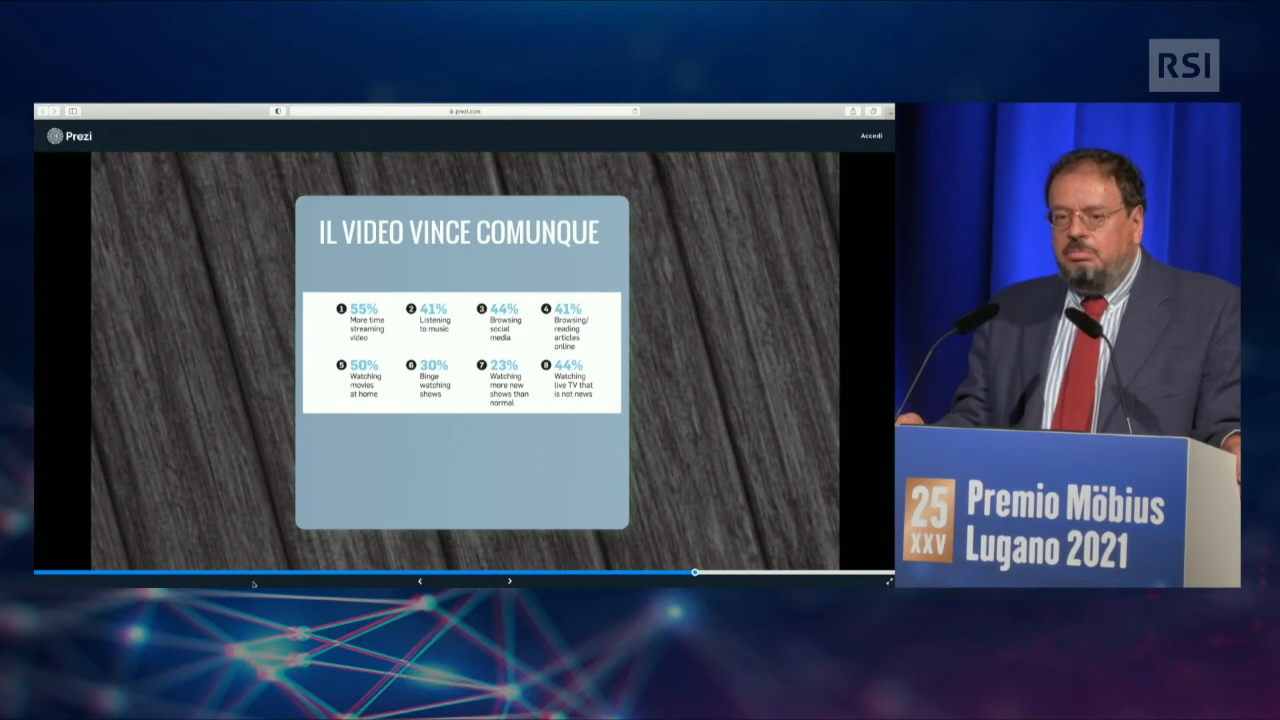 RSI
prezi.com
Prezi
Accedi
IL VIDEO VINCE COMUNQUE
1 55%
More time
streaming
video
2 41%
Listening
to music
3 44%
Browsing
social
media
4 41%
Browsing/
reading
articles
online
5 50%
Watching
movies
at home
6 30%
Binge
watching
shows
7 23%
Watching
more new
shows than
normal
8 44%
Watching
live TV that
is not news
25
XXV
Premio Möbius
Lugano 2021